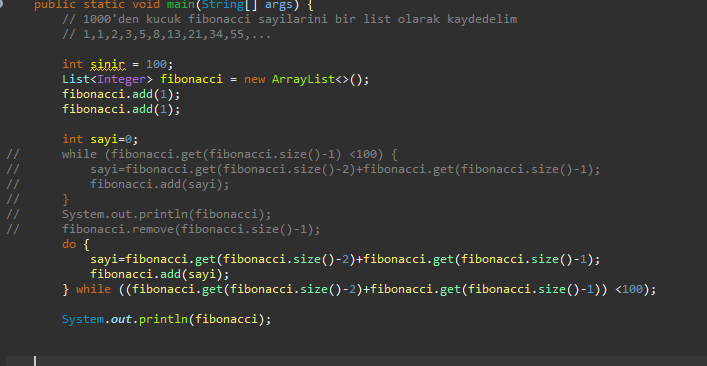 public static void main(String[] args) {
// 1000'den kucuk fibonacci sayilarini bir list olarak kaydedelim
// 1,1,2,3,5,8,13,21,34,55,...
int sinir = 100;
List<Integer> fibonacci = new ArrayList<>();
fibonacci.add(1);
fibonacci.add(1);
int sayi=0;
// while (fibonacci.get(fibonacci.size()-1) <100) {
// sayi=fibonacci.get(fibonacci.size()-2)+fibonacci.get(fibonacci.size()-1);
// fibonacci.add(sayi);
// }
// System.out.println(fibonacci);
// fibonacci.remove(fibonacci.size()-1);
do {
sayi=fibonacci.get(fibonacci.size()-2)+fibonacci.get(fibonacci.size()-1);
fibonacci.add(sayi);
} while ((fibonacci.get(fibonacci.size()-2)+fibonacci.get(fibonacci.size()-1)) <100);
System.out.println(fibonacci);